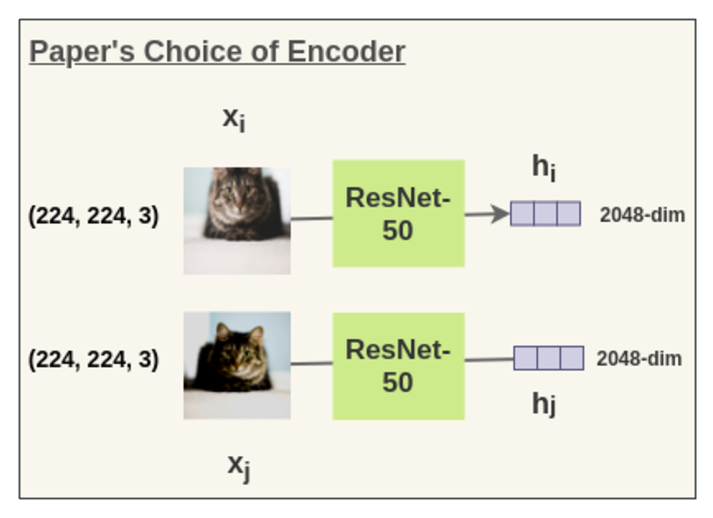 Paper's Choice of Encoder
xi
hi
(224, 224, 3)
ResNet-
50
2048-dim
(224, 224, 3)
ResNet-
50
2048-dim
hj
xj